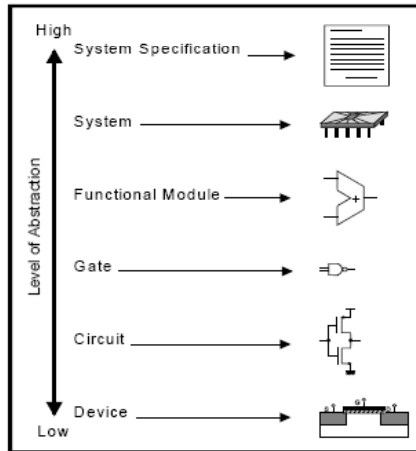 High
System Specification
System
Functional Module
+
Level of Abstraction
Gate
Circuit
Device
G
Low